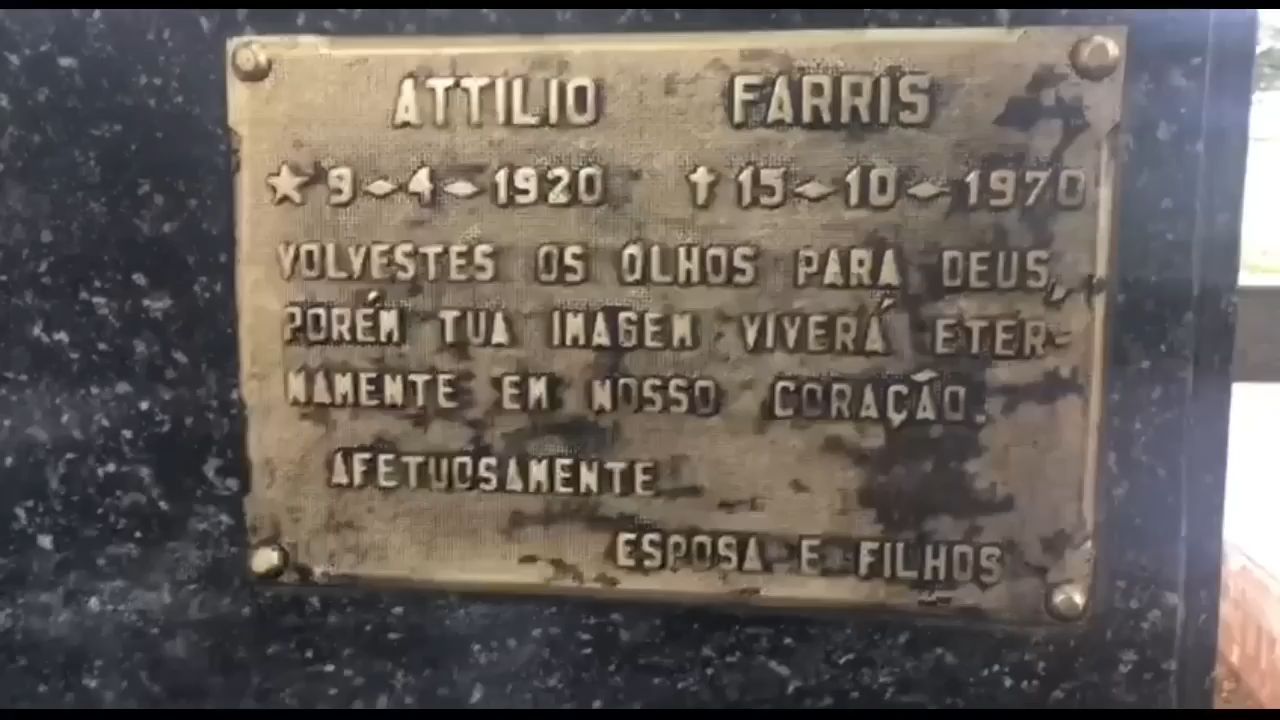 ATTILIO FARRIS
★ 9-4-1920 ✝ 15-10-1970
VOLVESTES OS OLHOS PARA DEUS,
PORÉM TUA IMAGEM VIVERÁ ETER-
NAMENTE EM NOSSO CORAÇÃO.
AFETUOSAMENTE
ESPOSA E FILHOS